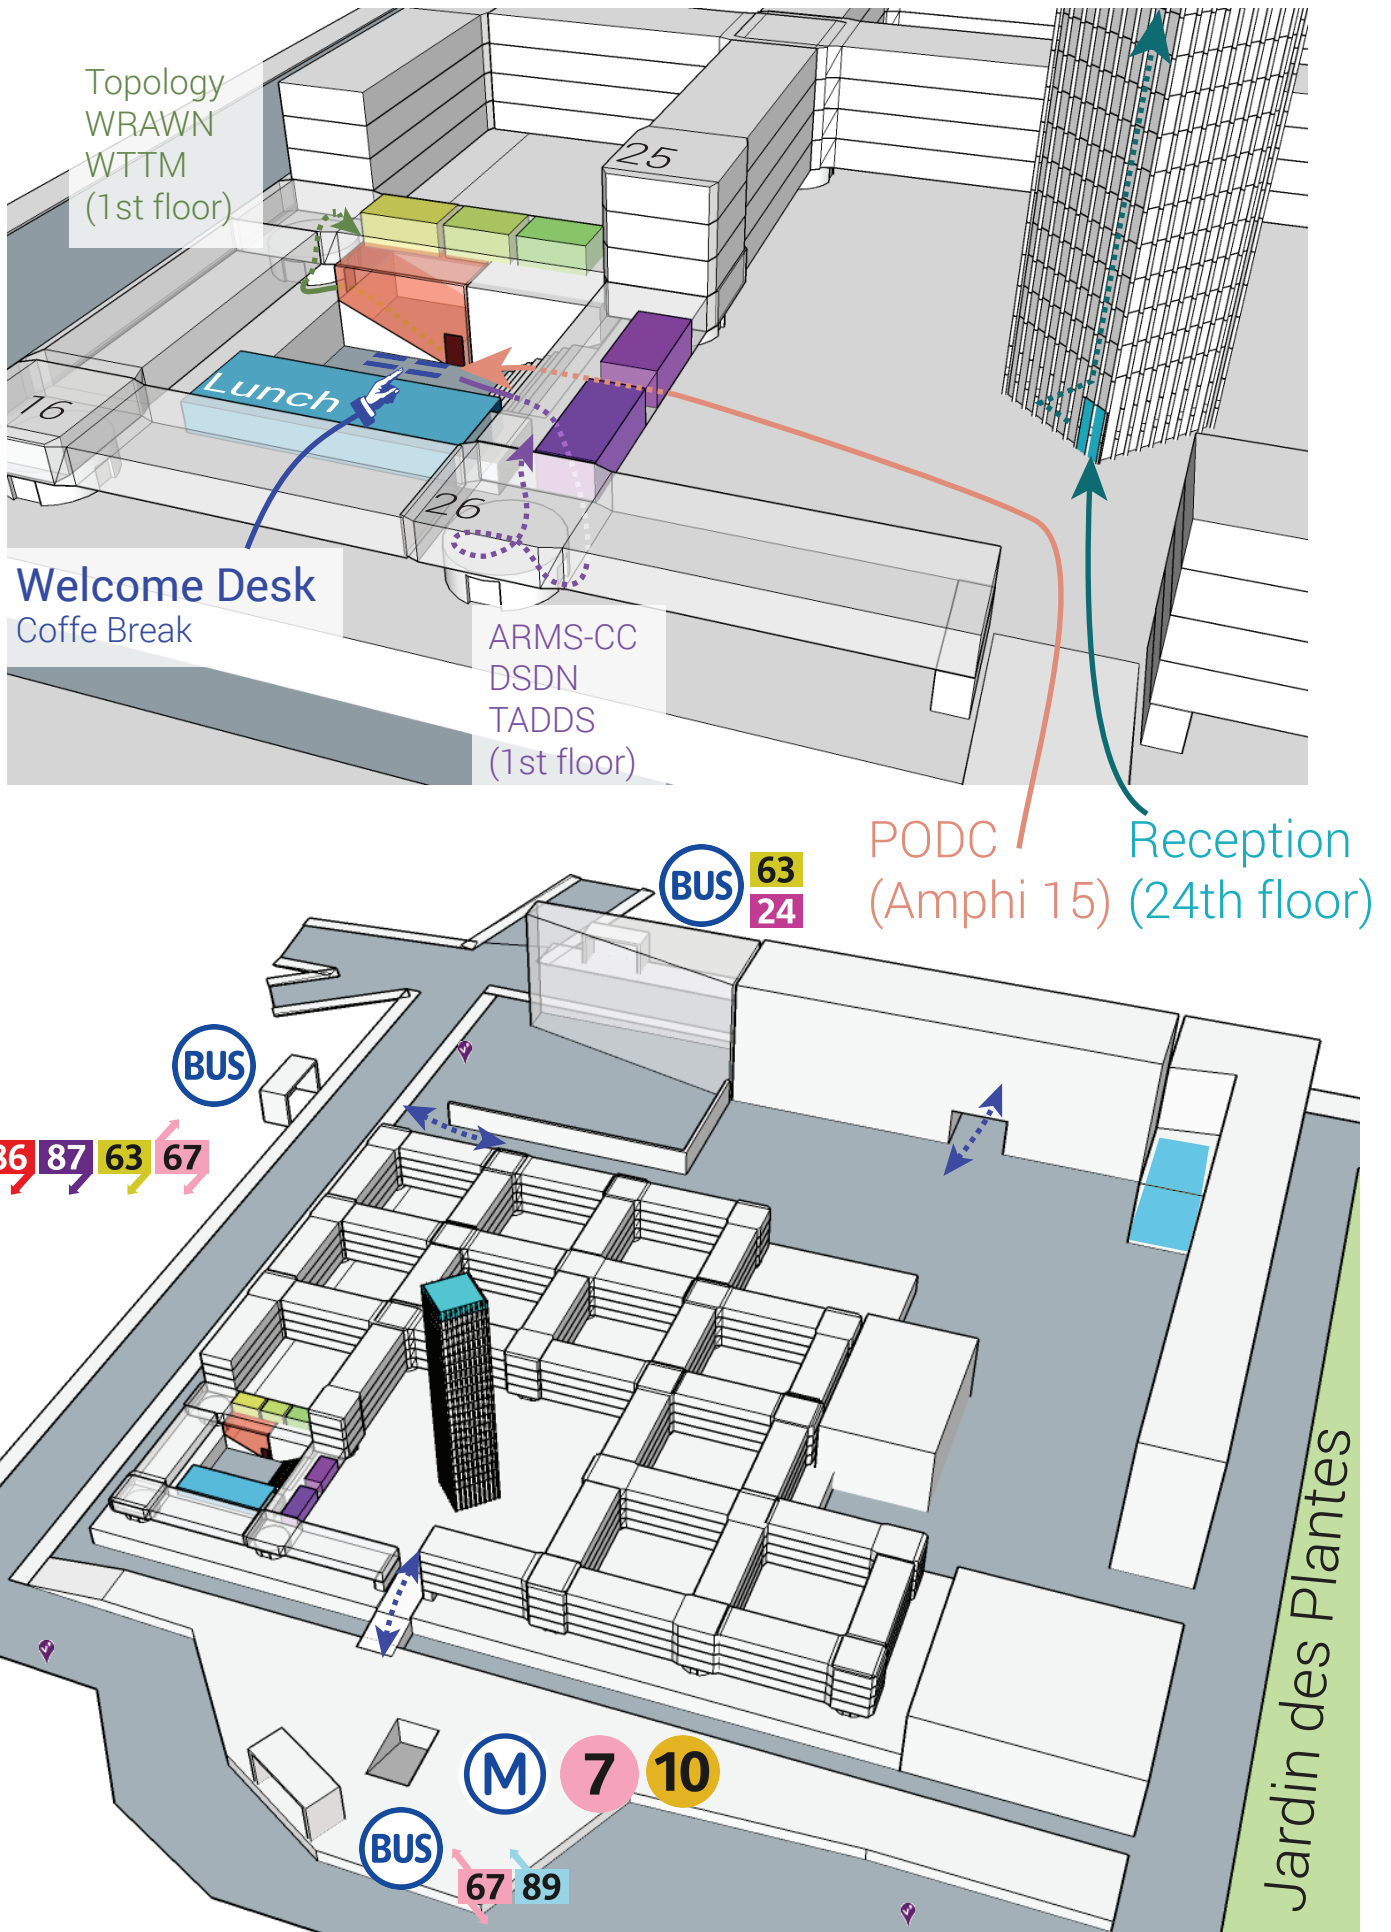 Topology
WRAWN
WTTM
(1st floor)
25
Lunch
16
26
Welcome Desk
Coffe Break
ARMS-CC
DSDN
TADDS
(1st floor)
PODC
(Amphi 15)
Reception
(24th floor)
BUS
63
24
BUS
86 87 63 67
M 7 10
BUS
67 89
Jardin des Plantes